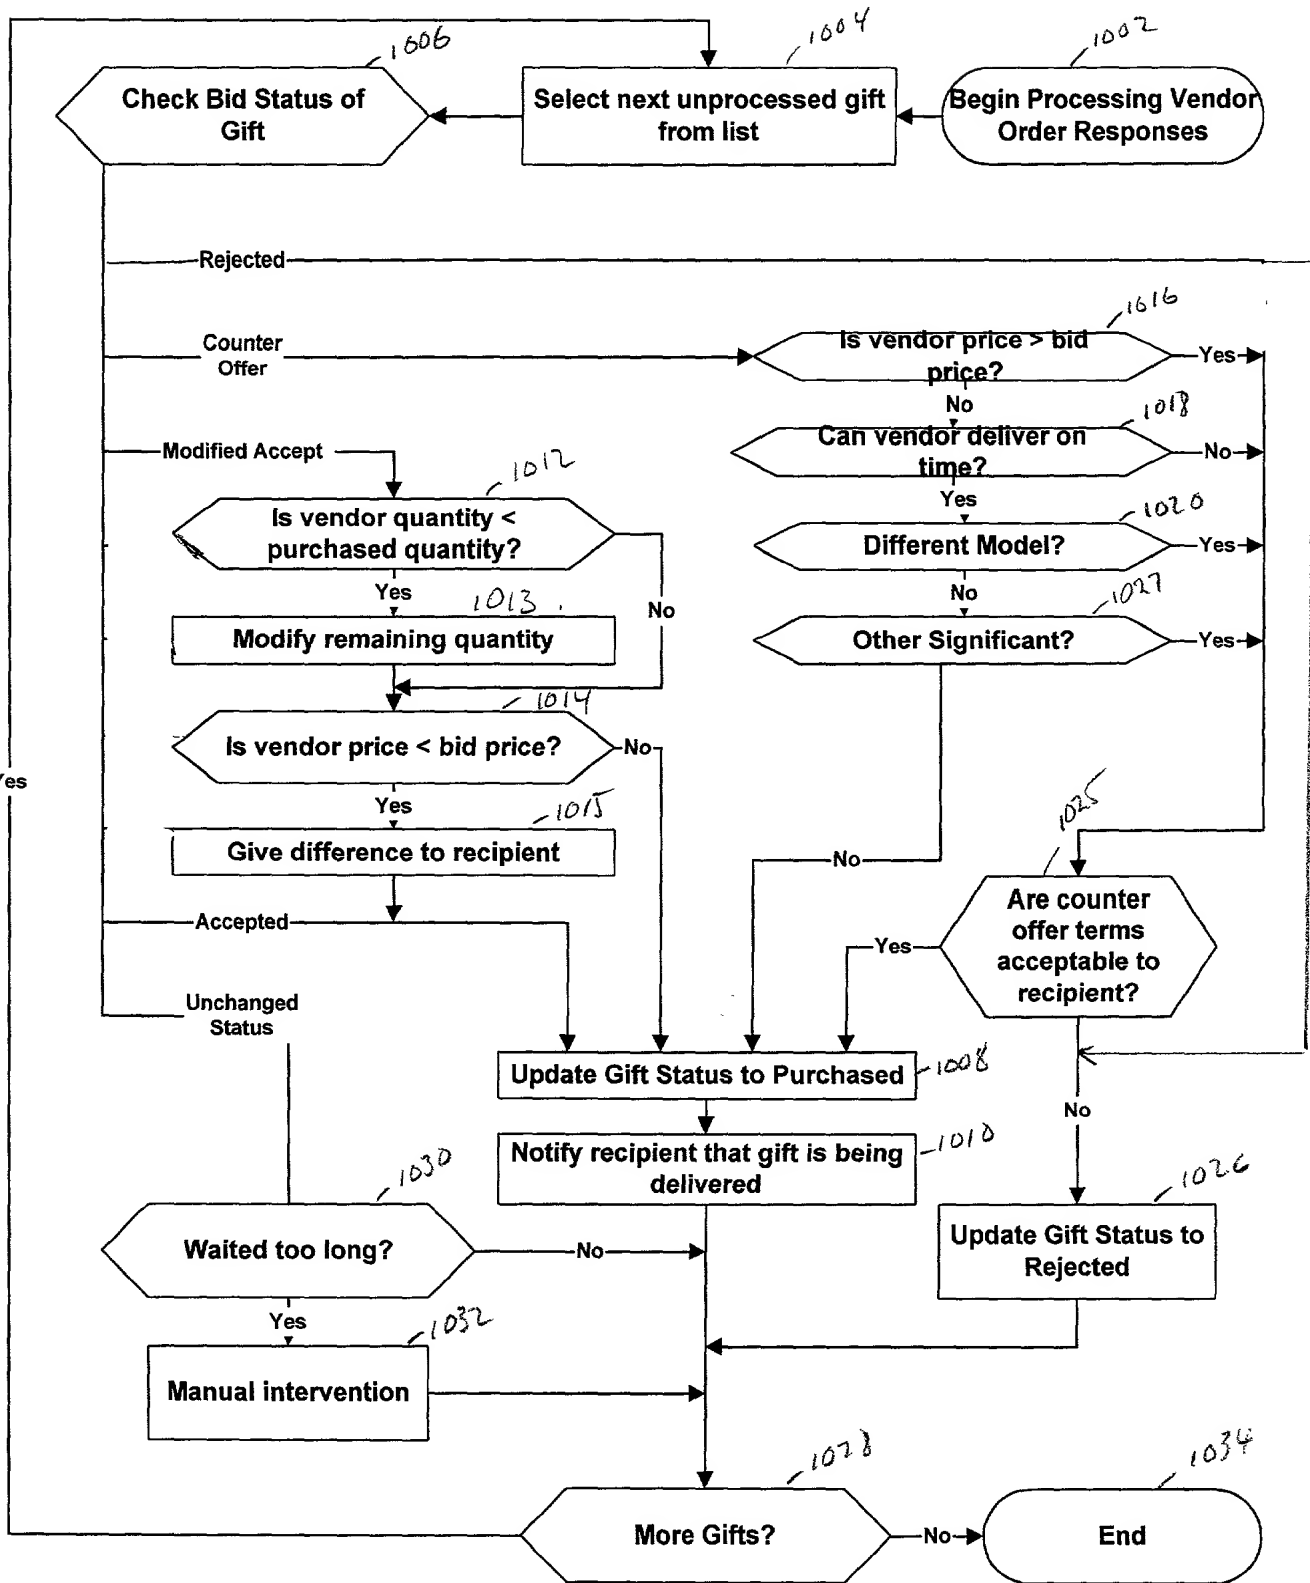 1006
1004
1002
Check Bid Status of
Gift
Select next unprocessed gift
from list
Begin Processing Vendor
Order Responses
Rejected
1016
Counter
Offer
Is vendor price > bid
price?
Yes
No
1018
Modified Accept
Can vendor deliver on
time?
No
1012
Yes
1020
Is vendor quantity <
purchased quantity?
Different Model?
Yes
Yes
No
1013
No
1027
Modify remaining quantity
Other Significant?
Yes
1014
Is vendor price < bid price?
No
Yes
Yes
1015
1025
Give difference to recipient
No
Are counter
offer terms
acceptable to
recipient?
Accepted
Yes
Unchanged
Status
Update Gift Status to Purchased
1008
No
Notify recipient that gift is being
delivered
1010
1030
1026
Waited too long?
No
Update Gift Status to
Rejected
Yes
1032
Manual intervention
1028
1034
More Gifts?
No
End